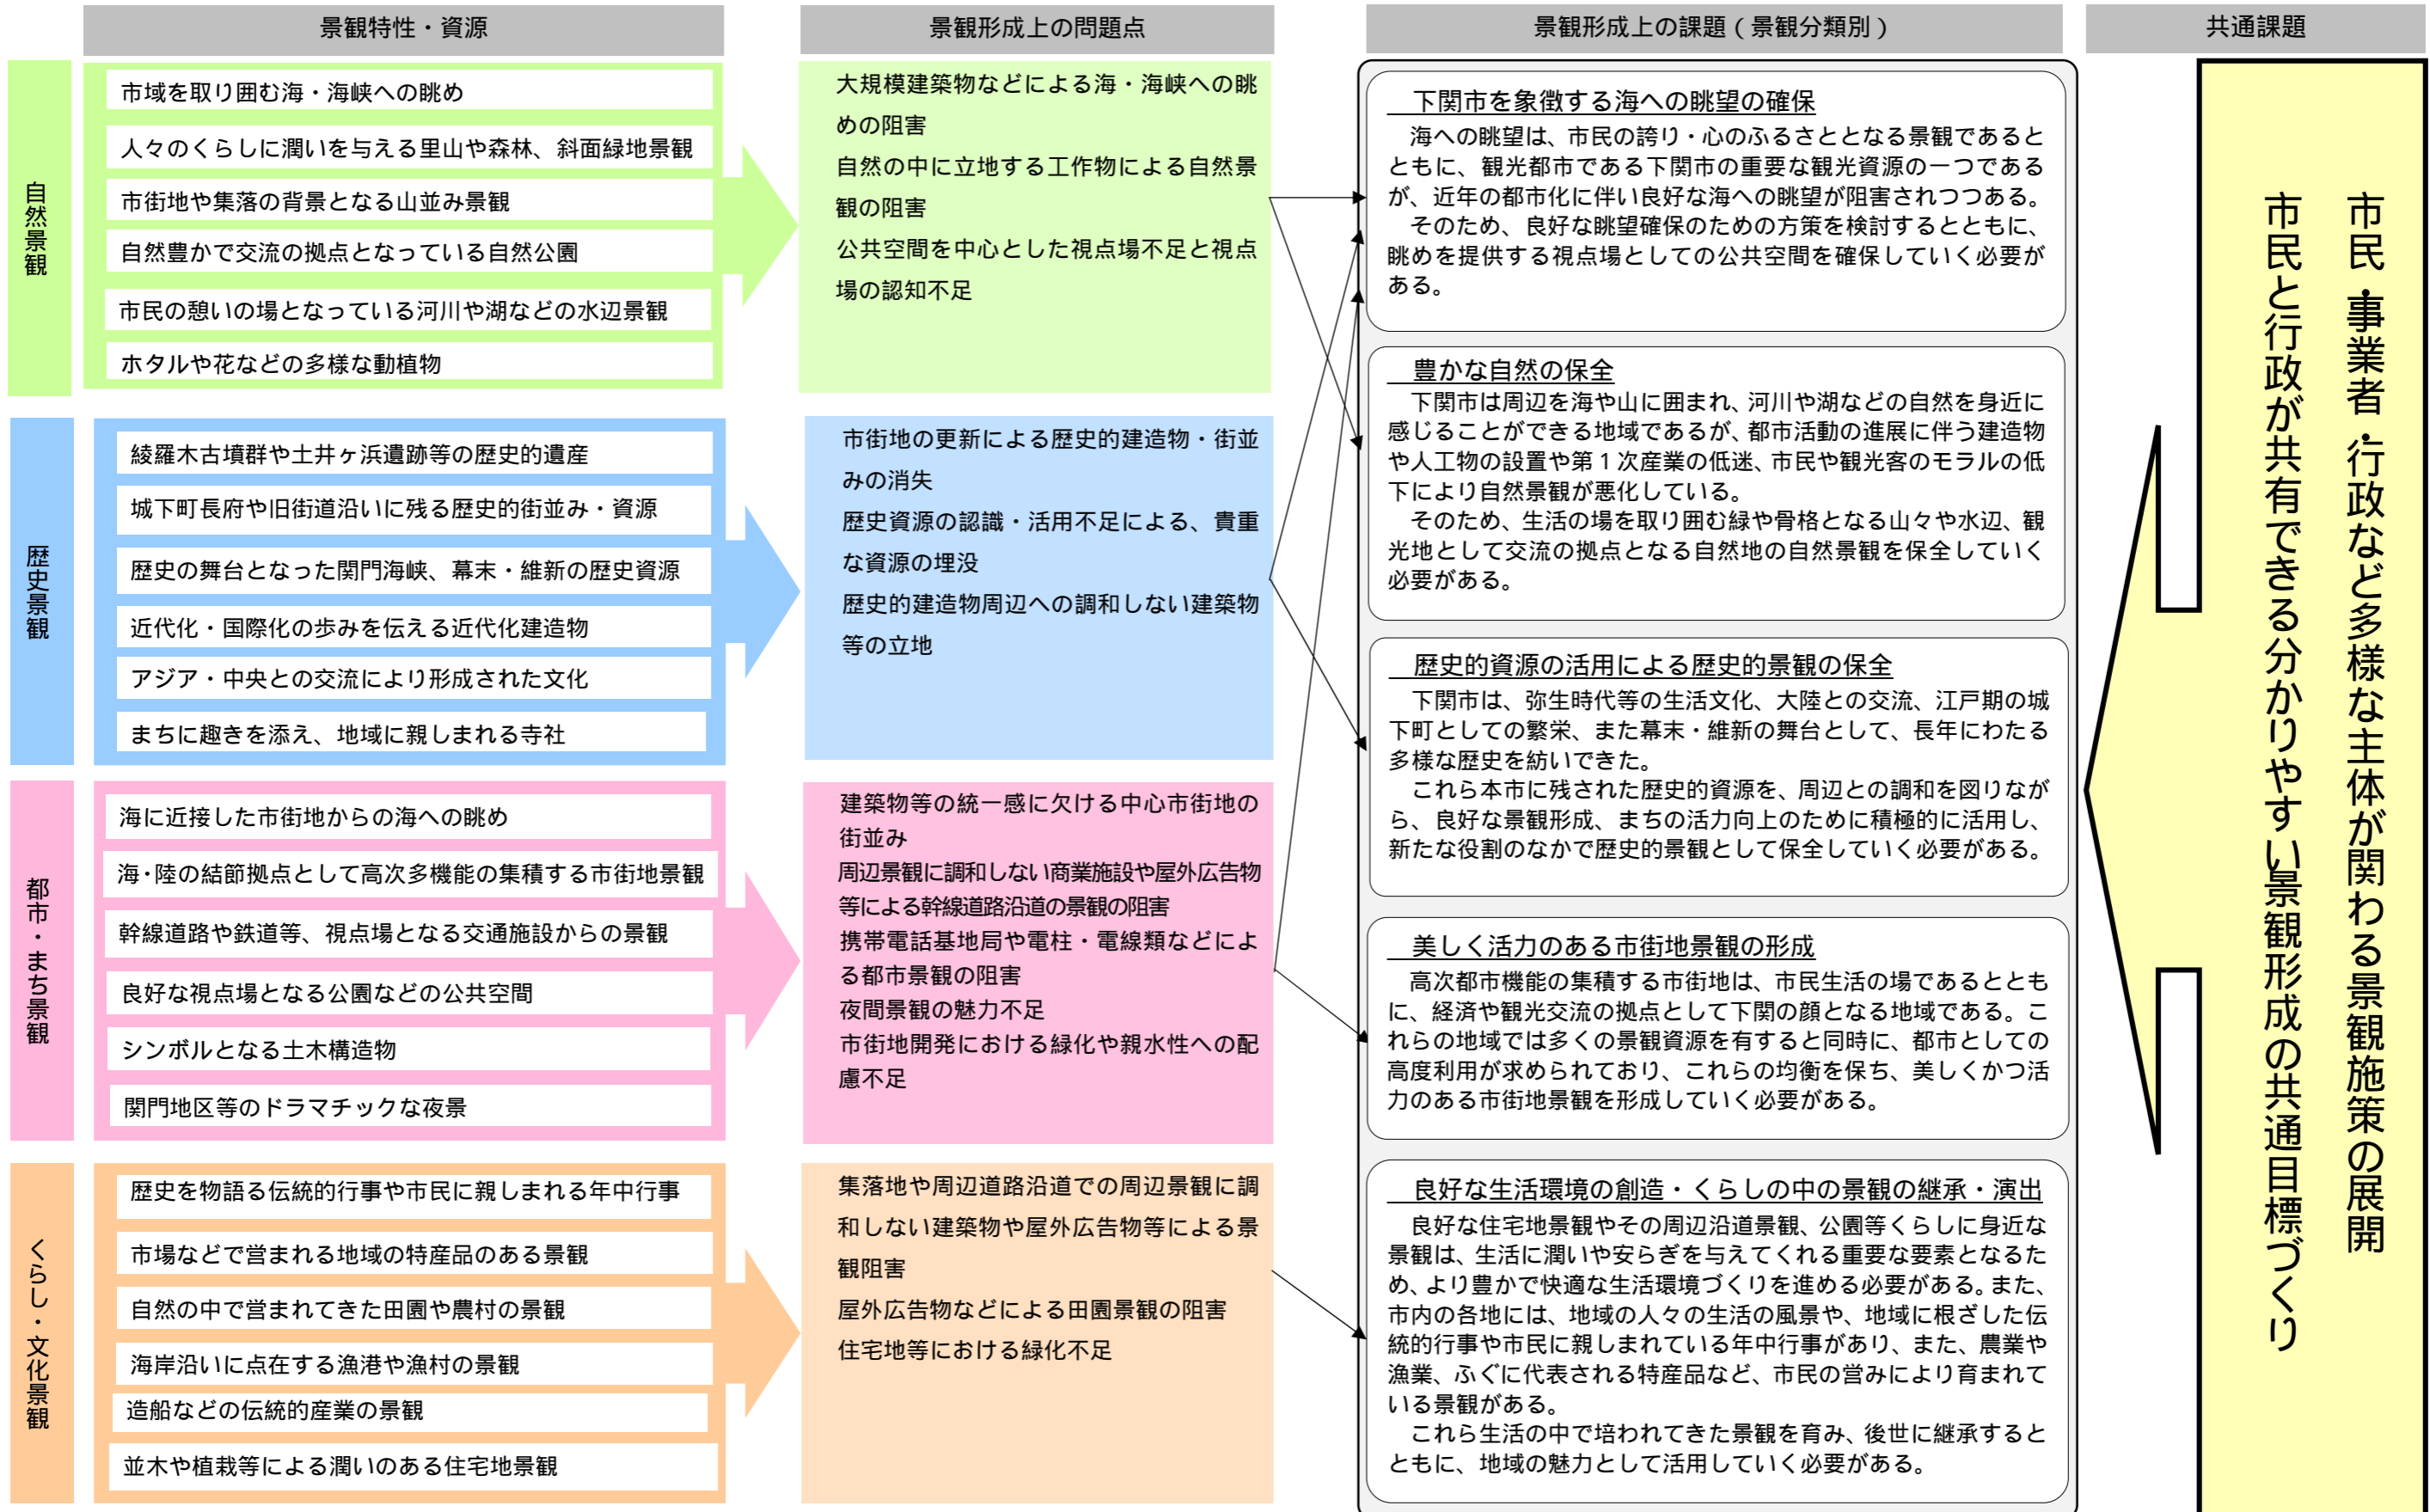 景観特性・資源
景観形成上の問題点
景観形成上の課題(景観分類別)
共通課題
自然景観
市域を取り囲む海・海峡への眺め
人々のくらしに潤いを与える里山や森林、斜面緑地景観
市街地や集落の背景となる山並み景観
自然豊かで交流の拠点となっている自然公園
市民の憩いの場となっている河川や湖などの水辺景観
ホタルや花などの多様な動植物
大規模建築物などによる海・海峡への眺
めの阻害
自然の中に立地する工作物による自然景
観の阻害
公共空間を中心とした視点場不足と視点
場の認知不足
歴史景観
綾羅木古墳群や土井ヶ浜遺跡等の歴史的遺産
城下町長府や旧街道沿いに残る歴史的街並み・資源
歴史の舞台となった関門海峡、幕末・維新の歴史資源
近代化・国際化の歩みを伝える近代化建造物
アジア・中央との交流により形成された文化
まちに趣きを添え、地域に親しまれる寺社
市街地の更新による歴史的建造物・街並
みの消失
歴史資源の認識・活用不足による、貴重
な資源の埋没
歴史的建造物周辺への調和しない建築物
等の立地
都市・まち景観
海に近接した市街地からの海への眺め
海・陸の結節拠点として高次多機能の集積する市街地景観
幹線道路や鉄道等、視点場となる交通施設からの景観
良好な視点場となる公園などの公共空間
シンボルとなる土木構造物
関門地区等のドラマチックな夜景
建築物等の統一感に欠ける中心市街地の
街並み
周辺景観に調和しない商業施設や屋外広告物
等による幹線道路沿道の景観の阻害
携帯電話基地局や電柱・電線類などによ
る都市景観の阻害
夜間景観の魅力不足
市街地開発における緑化や親水性への配
慮不足
くらし・文化景観
歴史を物語る伝統的行事や市民に親しまれる年中行事
市場などで営まれる地域の特産品のある景観
自然の中で営まれてきた田園や農村の景観
海岸沿いに点在する漁港や漁村の景観
造船などの伝統的産業の景観
並木や植栽等による潤いのある住宅地景観
集落地や周辺道路沿道での周辺景観に調
和しない建築物や屋外広告物等による景
観阻害
屋外広告物などによる田園景観の阻害
住宅地等における緑化不足
下関市を象徴する海への眺望の確保
海への眺望は、市民の誇り・心のふるさととなる景観であると
ともに、観光都市である下関市の重要な観光資源の一つである
が、近年の都市化に伴い良好な海への眺望が阻害されつつある。
そのため、良好な眺望確保のための方策を検討するとともに、
眺めを提供する視点場としての公共空間を確保していく必要が
ある。
豊かな自然の保全
下関市は周辺を海や山に囲まれ、河川や湖などの自然を身近に
感じることができる地域であるが、都市活動の進展に伴う建造物
や人工物の設置や第1次産業の低迷、市民や観光客のモラルの低
下により自然景観が悪化している。
そのため、生活の場を取り囲む緑や骨格となる山々や水辺、観
光地として交流の拠点となる自然地の自然景観を保全していく
必要がある。
歴史的資源の活用による歴史的景観の保全
下関市は、弥生時代等の生活文化、大陸との交流、江戸期の城
下町としての繁栄、また幕末・維新の舞台として、長年にわたる
多様な歴史を紡いできた。
これら本市に残された歴史的資源を、周辺との調和を図りなが
ら、良好な景観形成、まちの活力向上のために積極的に活用し、
新たな役割のなかで歴史的景観として保全していく必要がある。
美しく活力のある市街地景観の形成
高次都市機能の集積する市街地は、市民生活の場であるととも
に、経済や観光交流の拠点として下関の顔となる地域である。こ
れらの地域では多くの景観資源を有すると同時に、都市としての
高度利用が求められており、これらの均衡を保ち、美しくかつ活
力のある市街地景観を形成していく必要がある。
良好な生活環境の創造・くらしの中の景観の継承・演出
良好な住宅地景観やその周辺沿道景観、公園等くらしに身近な
景観は、生活に潤いや安らぎを与えてくれる重要な要素となるた
め、より豊かで快適な生活環境づくりを進める必要がある。また、
市内の各地には、地域の人々の生活の風景や、地域に根ざした伝
統的行事や市民に親しまれている年中行事があり、また、農業や
漁業、ふぐに代表される特産品など、市民の営みにより育まれて
いる景観がある。
これら生活の中で培われてきた景観を育み、後世に継承すると
ともに、地域の魅力として活用していく必要がある。
市民・事業者・行政など多様な主体が関わる景観施策の展開
市民と行政が共有できる分かりやすい景観形成の共通目標づくり